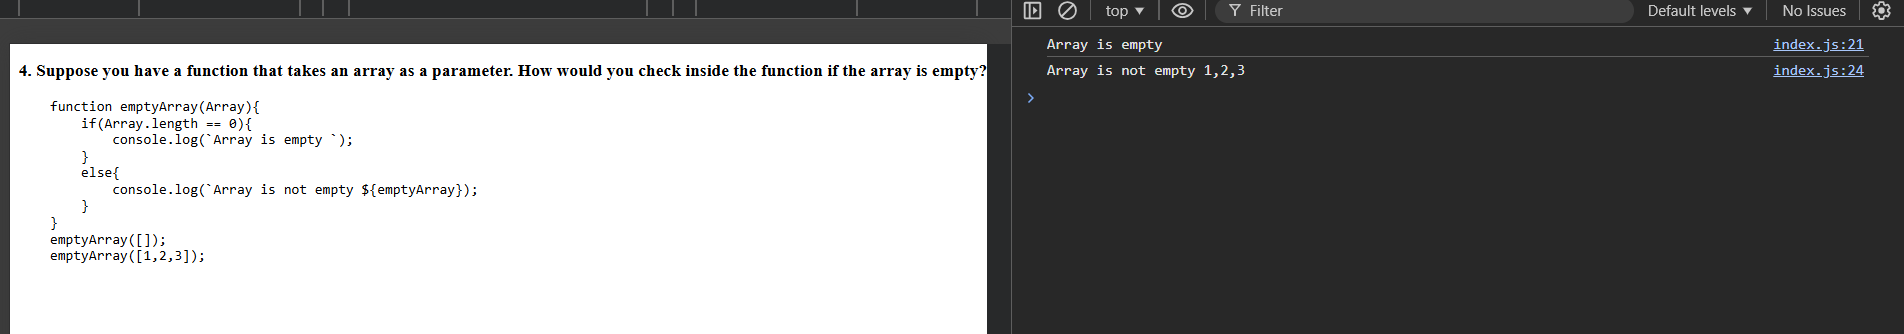 top
Filter
Default levels
No Issues
4. Suppose you have a function that takes an array as a parameter. How would you check inside the function if the array is empty?
function emptyArray(Array){
if(Array.length == 0){
console.log(`Array is empty `);
}
else{
console.log(`Array is not empty ${emptyArray});
}
}
emptyArray([]);
emptyArray([1,2,3]);
Array is empty index.js:21
Array is not empty 1,2,3 index.js:24